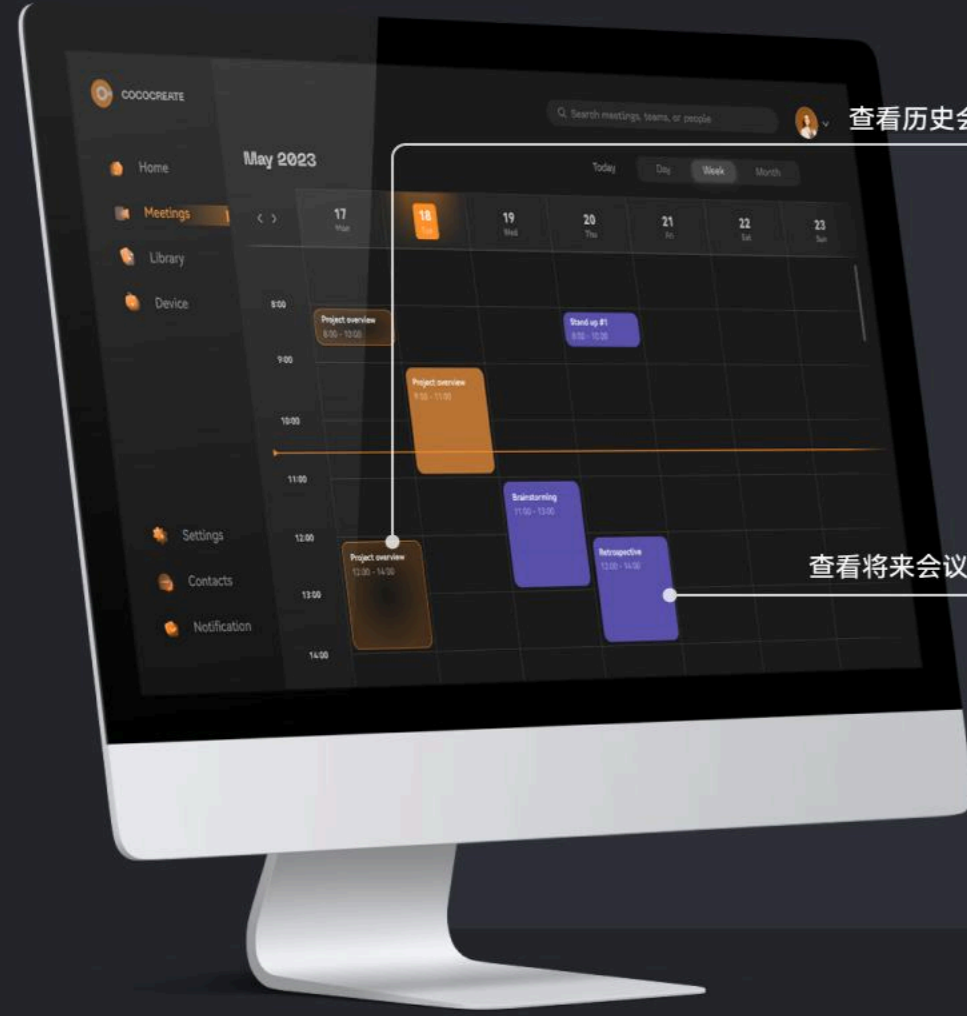 COCOCREATE
Search meetings, teams, or people
查看历史会
Home
Meetings
Library
Device
Settings
Contacts
Notification
May 2023
Today
Day
Week
Month
17
Mon
18
Tue
19
Wed
20
Thu
21
Fri
22
Sat
23
Sun
8:00
9:00
10:00
11:00
12:00
13:00
14:00
Project overview
8:00 - 10:00
Stand up #1
8:00 - 10:00
Project overview
9:00 - 11:00
Brainstorming
11:00 - 13:00
Project overview
12:00 - 14:00
Retrospective
12:00 - 14:00
查看将来会议